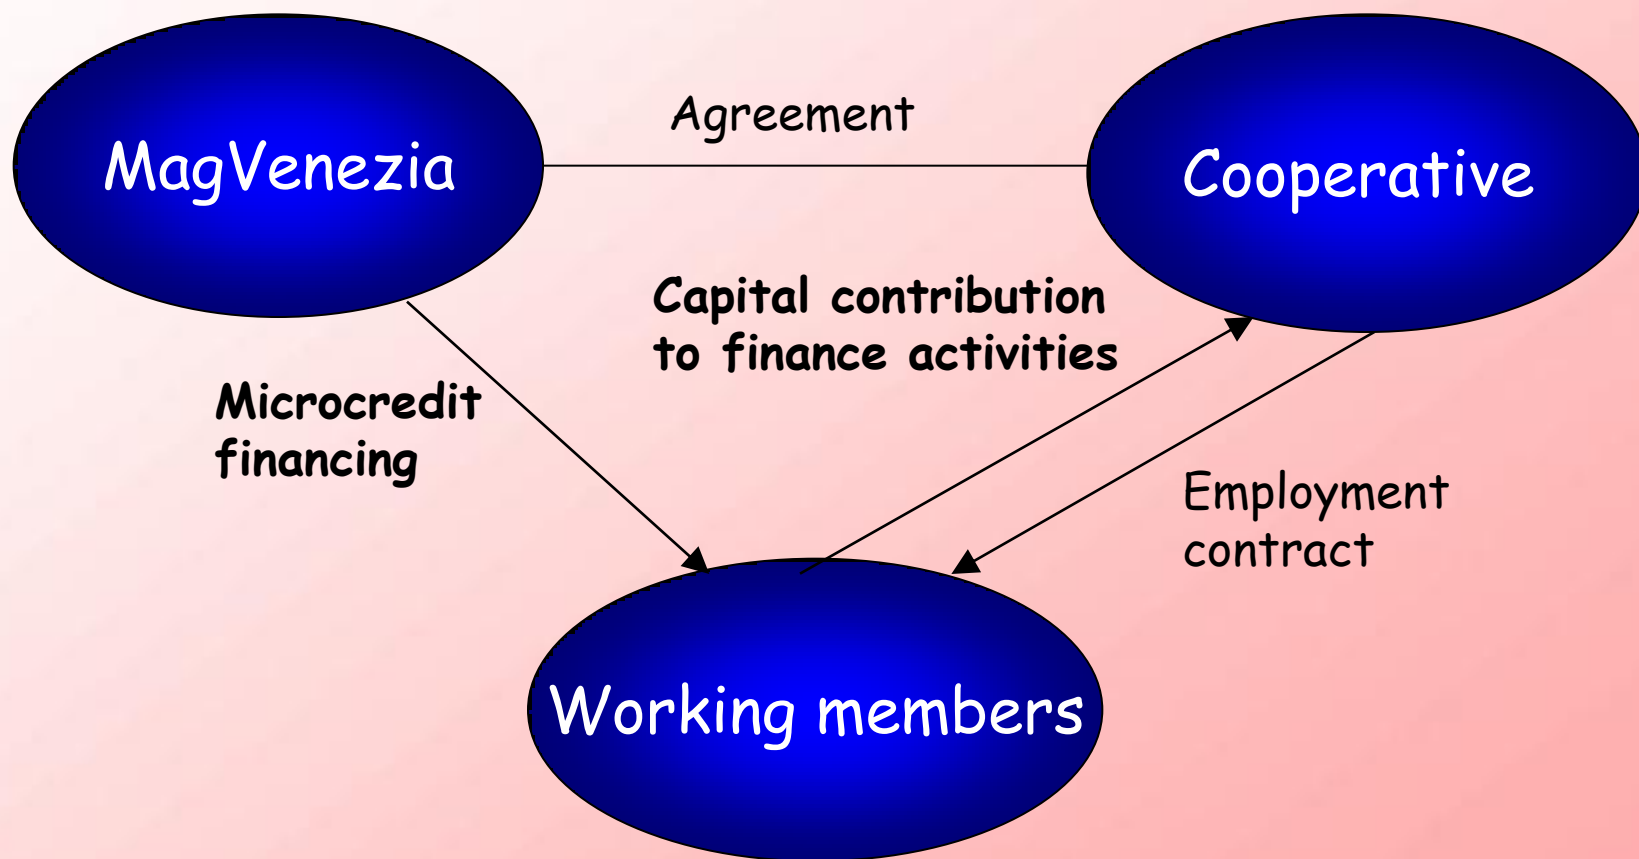 MagVenezia
Agreement
Cooperative
Capital contribution
to finance activities
Microcredit
financing
Employment
contract
Working members